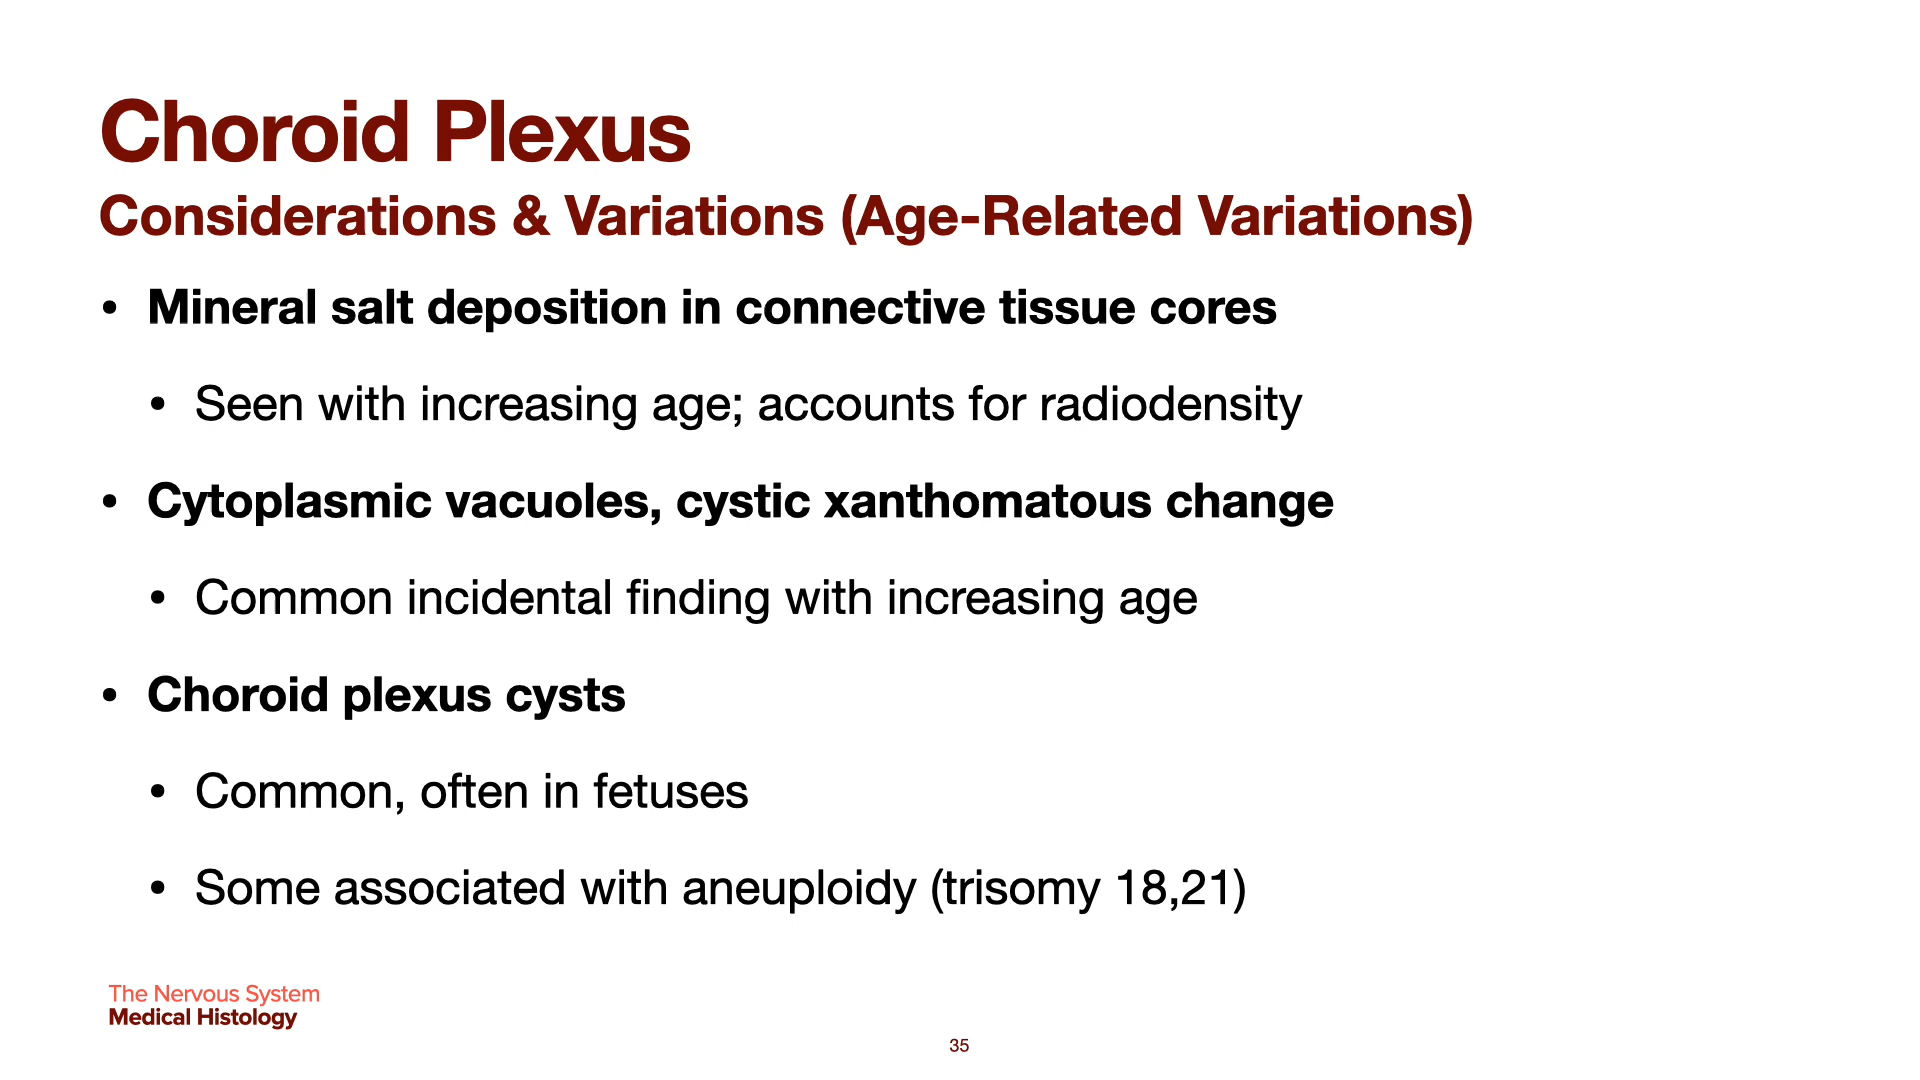 Choroid Plexus
Considerations & Variations (Age-Related Variations)
• Mineral salt deposition in connective tissue cores
• Seen with increasing age; accounts for radiodensity
• Cytoplasmic vacuoles, cystic xanthomatous change
• Common incidental finding with increasing age
• Choroid plexus cysts
• Common, often in fetuses
• Some associated with aneuploidy (trisomy 18,21)
The Nervous System
Medical Histology
35